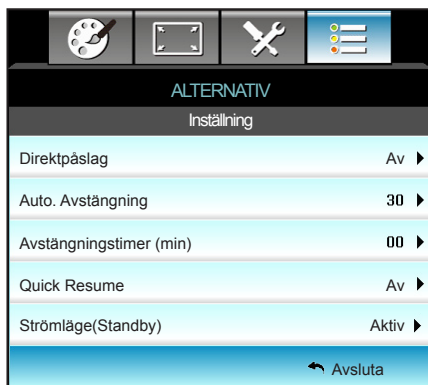 ALTERNATIV
Inställning
Direktpåslag Av
Auto. Avstängning 30
Avstängningstimer (min) 00
Quick Resume Av
Strömläge(Standby) Aktiv
Avsluta